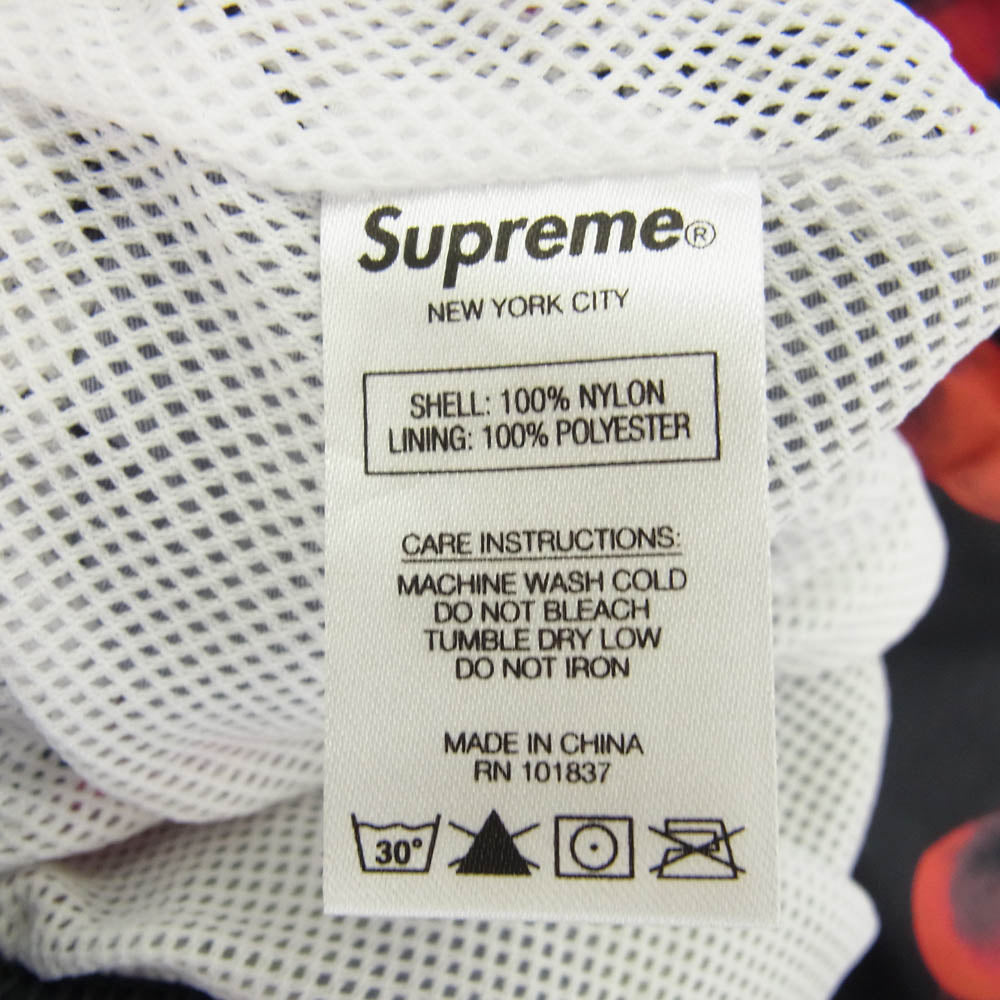 Supreme®
NEW YORK CITY
SHELL: 100% NYLON
LINING: 100% POLYESTER
CARE INSTRUCTIONS:
MACHINE WASH COLD
DO NOT BLEACH
TUMBLE DRY LOW
DO NOT IRON
MADE IN CHINA
RN 101837
30°